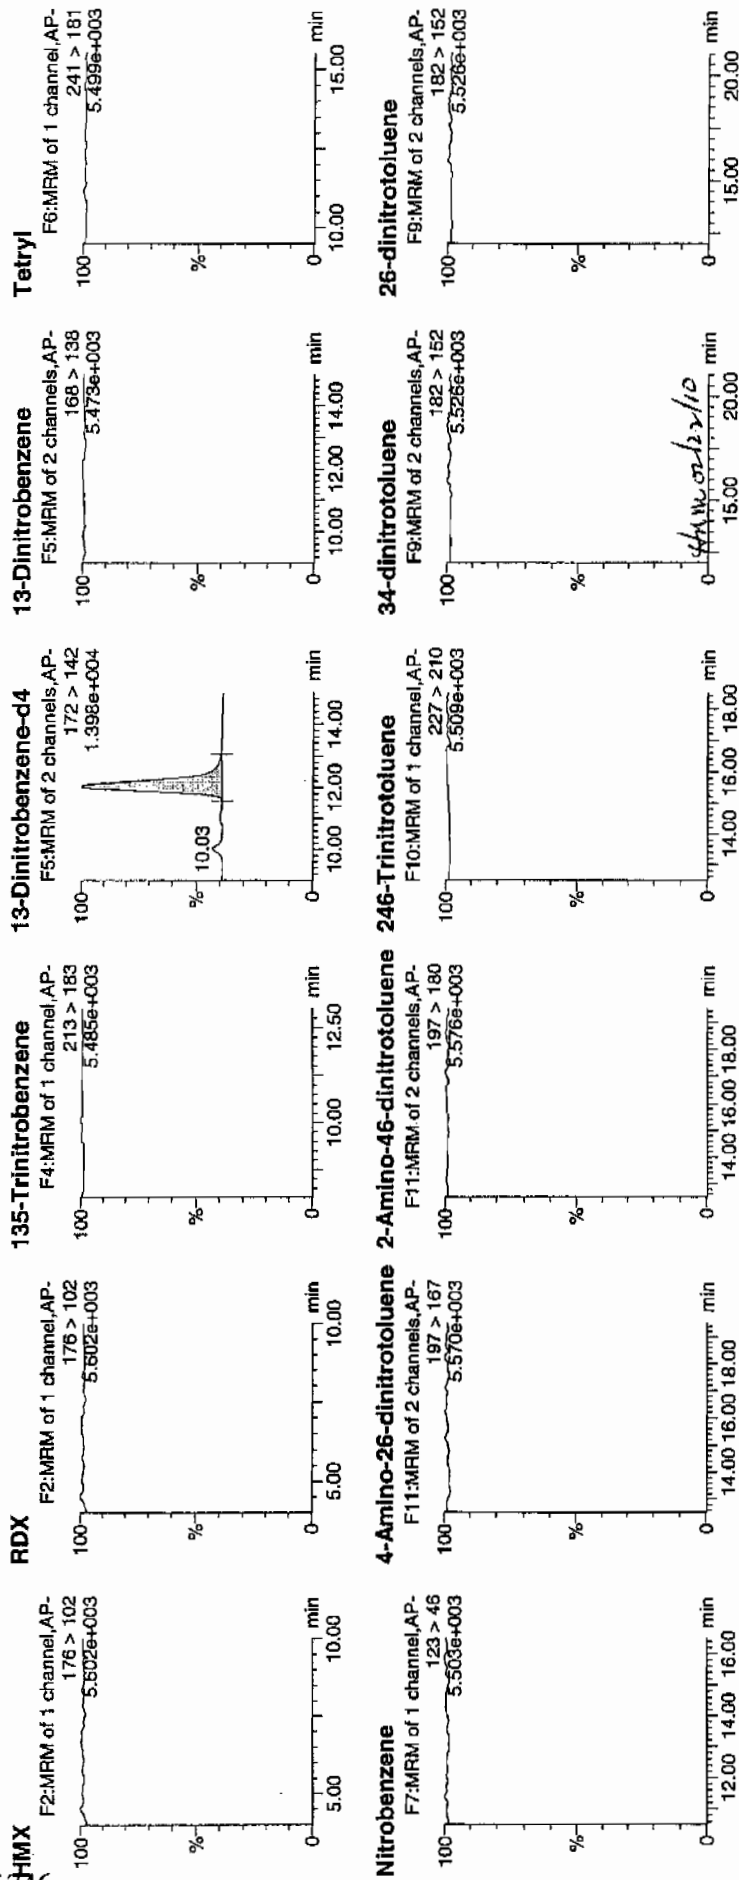 HMX
F2:MRM of 1 channel,AP-
176 > 102
5.602e+003
100
%
0
5.00
10.00
min
RDX
F2:MRM of 1 channel,AP-
176 > 102
5.602e+003
100
%
0
5.00
10.00
min
135-Trinitrobenzene
F4:MRM of 1 channel,AP-
213 > 183
5.485e+003
100
%
0
10.00
12.50
min
13-Dinitrobenzene-d4
F5:MRM of 2 channels,AP-
172 > 142
1.398e+004
100
10.03
%
0
10.00
12.00
14.00
min
13-Dinitrobenzene
F5:MRM of 2 channels,AP-
168 > 138
5.473e+003
100
%
0
10.00
12.00
14.00
min
Tetryl
F6:MRM of 1 channel,AP-
241 > 181
5.499e+003
100
%
0
10.00
15.00
min
Nitrobenzene
F7:MRM of 1 channel,AP-
123 > 46
5.503e+003
100
%
0
12.00
14.00
16.00
min
4-Amino-26-dinitrotoluene
F11:MRM of 2 channels,AP-
197 > 167
5.570e+003
100
%
0
14.00 16.00 18.00
min
2-Amino-46-dinitrotoluene
F11:MRM of 2 channels,AP-
197 > 180
5.576e+003
100
%
0
14.00 16.00 18.00
min
246-Trinitrotoluene
F10:MRM of 1 channel,AP-
227 > 210
5.509e+003
100
%
0
14.00
16.00
18.00
min
34-dinitrotoluene
F9:MRM of 2 channels,AP-
182 > 152
5.526e+003
100
%
02/22/10
0
15.00
20.00
min
26-dinitrotoluene
F9:MRM of 2 channels,AP-
182 > 152
5.526e+003
100
%
0
15.00
20.00
min